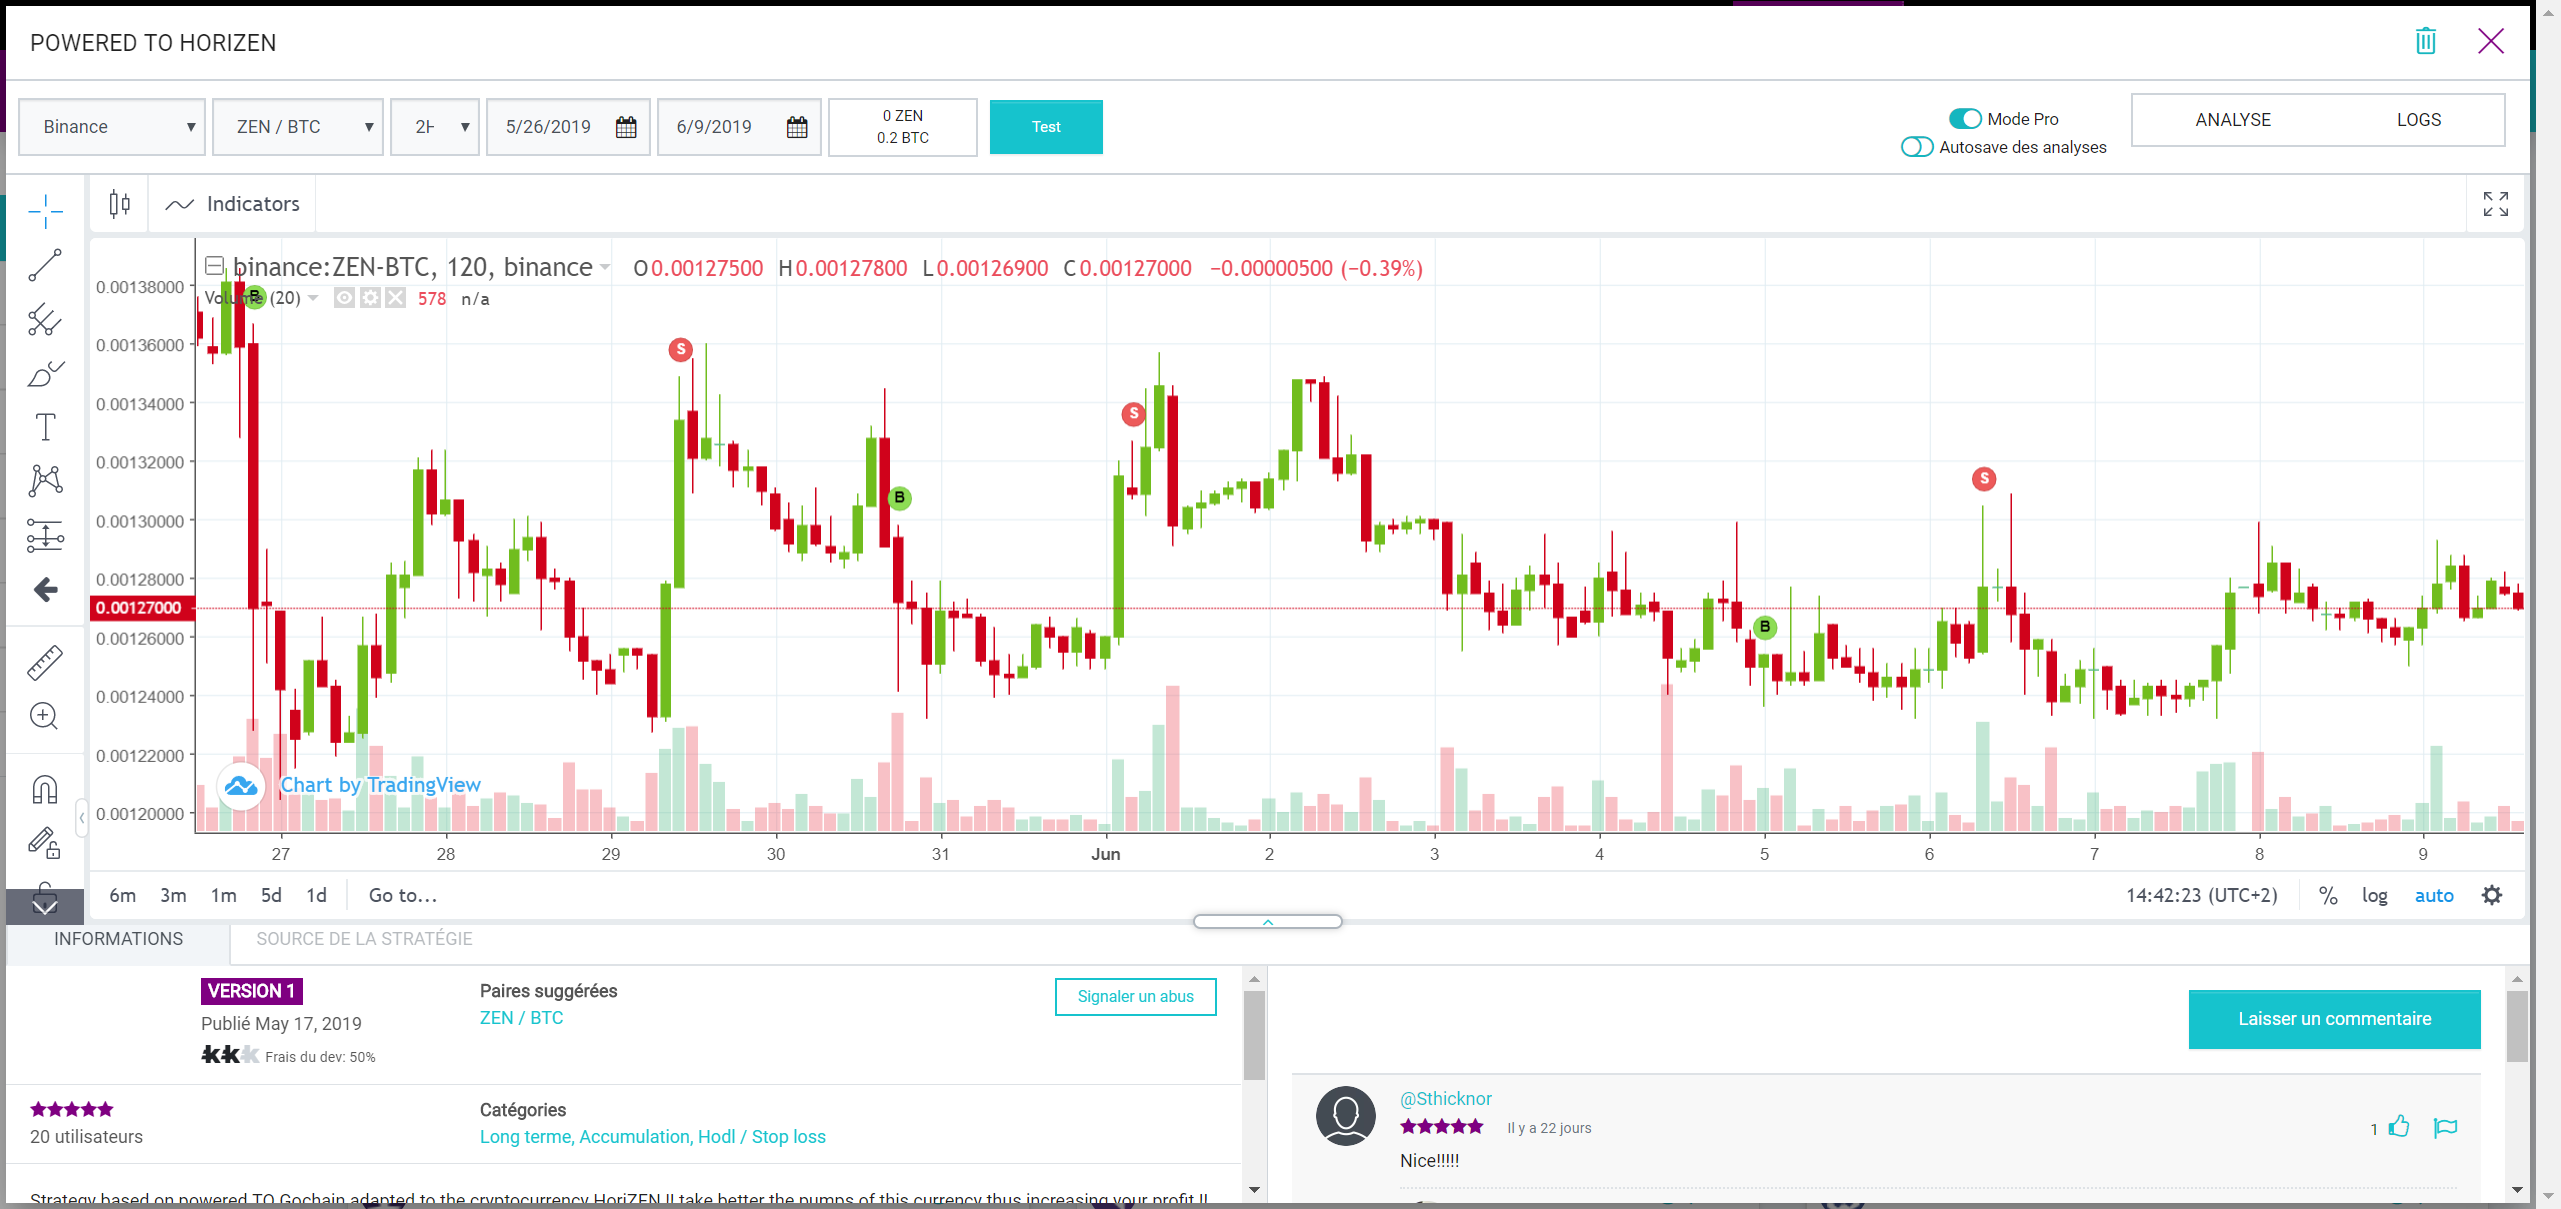 POWERED TO HORIZEN
Binance
ZEN / BTC
2H
5/26/2019
6/9/2019
0 ZEN
0.2 BTC
Test
Mode Pro
Autosave des analyses
ANALYSE
LOGS
Indicators
binance:ZEN-BTC, 120, binance
O0.00127500 H0.00127800 L0.00126900 C0.00127000 −0.00000500 (−0.39%)
Volume (20)
578 n/a
0.00138000
0.00136000
0.00134000
0.00132000
0.00130000
0.00128000
0.00127000
0.00126000
0.00124000
0.00122000
0.00120000
B
S
B
S
B
S
Chart by TradingView
27 28 29 30 31 Jun 2 3 4 5 6 7 8 9
6m 3m 1m 5d 1d Go to...
14:42:23 (UTC+2) % log auto
INFORMATIONS
SOURCE DE LA STRATÉGIE
VERSION 1
Publié May 17, 2019
Frais du dev: 50%
Paires suggérées
ZEN / BTC
Signaler un abus
20 utilisateurs
Catégories
Long terme, Accumulation, Hodl / Stop loss
Strategy based on powered TO Gochain adapted to the cryptocurrency HoriZEN !! take better the pumps of this currency thus increasing your profit !!
Laisser un commentaire
@Sthicknor
Il y a 22 jours
1
Nice!!!!!